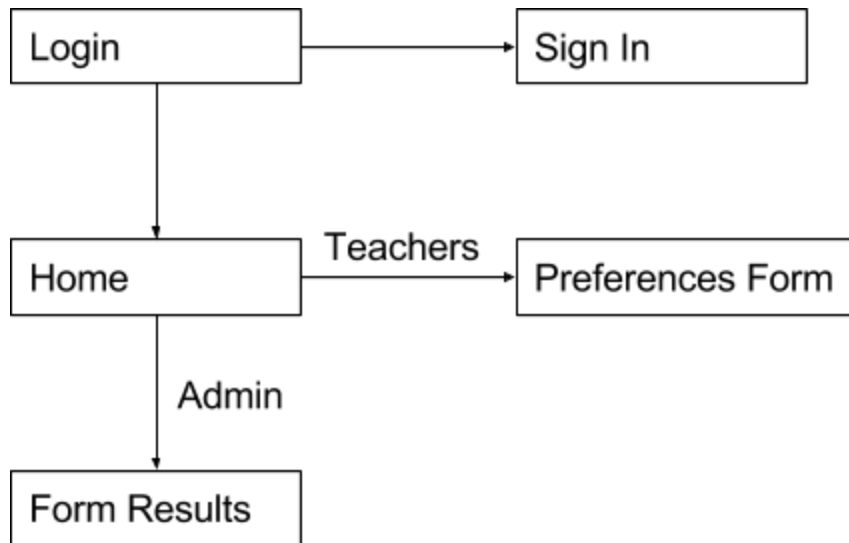 Login
Sign In
Home
Teachers
Preferences Form
Admin
Form Results